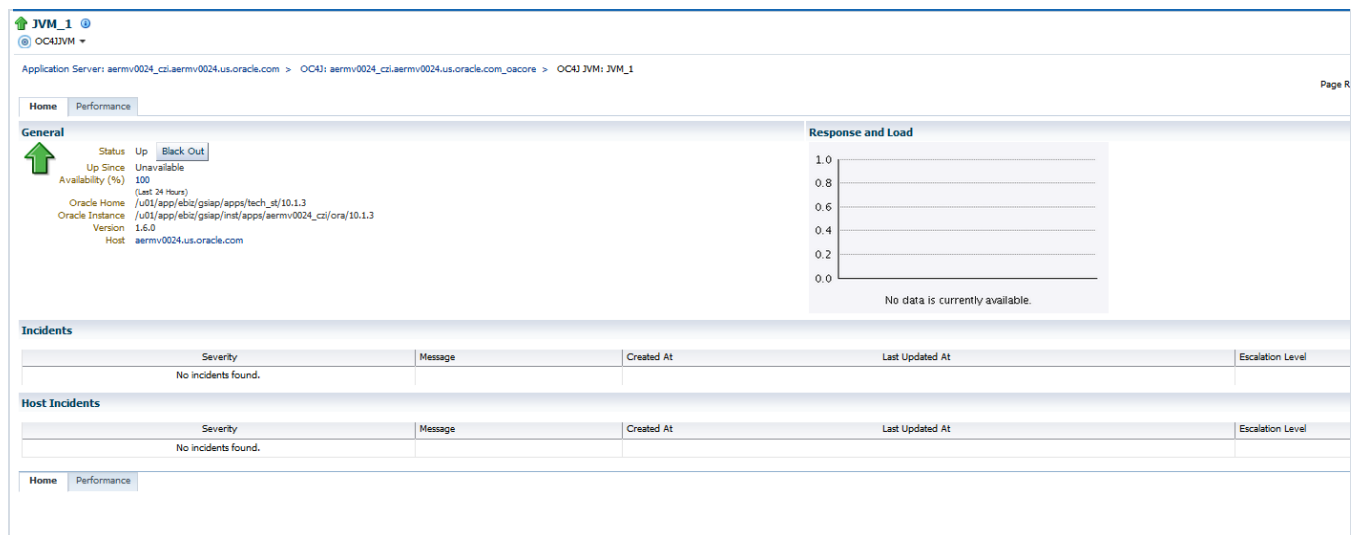 JVM_1
OC4JJVM
Application Server: aermv0024_czi.aermv0024.us.oracle.com > OC4J: aermv0024_czi.aermv0024.us.oracle.com_oacore > OC4J JVM: JVM_1
Page R
Home Performance
General
Status Up Black Out
Up Since Unavailable
Availability (%) 100
(Last 24 Hours)
Oracle Home /u01/app/ebiz/gsiap/apps/tech_st/10.1.3
Oracle Instance /u01/app/ebiz/gsiap/inst/apps/aermv0024_czi/ora/10.1.3
Version 1.6.0
Host aermv0024.us.oracle.com
Response and Load
1.0
0.8
0.6
0.4
0.2
0.0
No data is currently available.
Incidents
Severity Message Created At Last Updated At Escalation Level
No incidents found.
Host Incidents
Severity Message Created At Last Updated At Escalation Level
No incidents found.
Home Performance